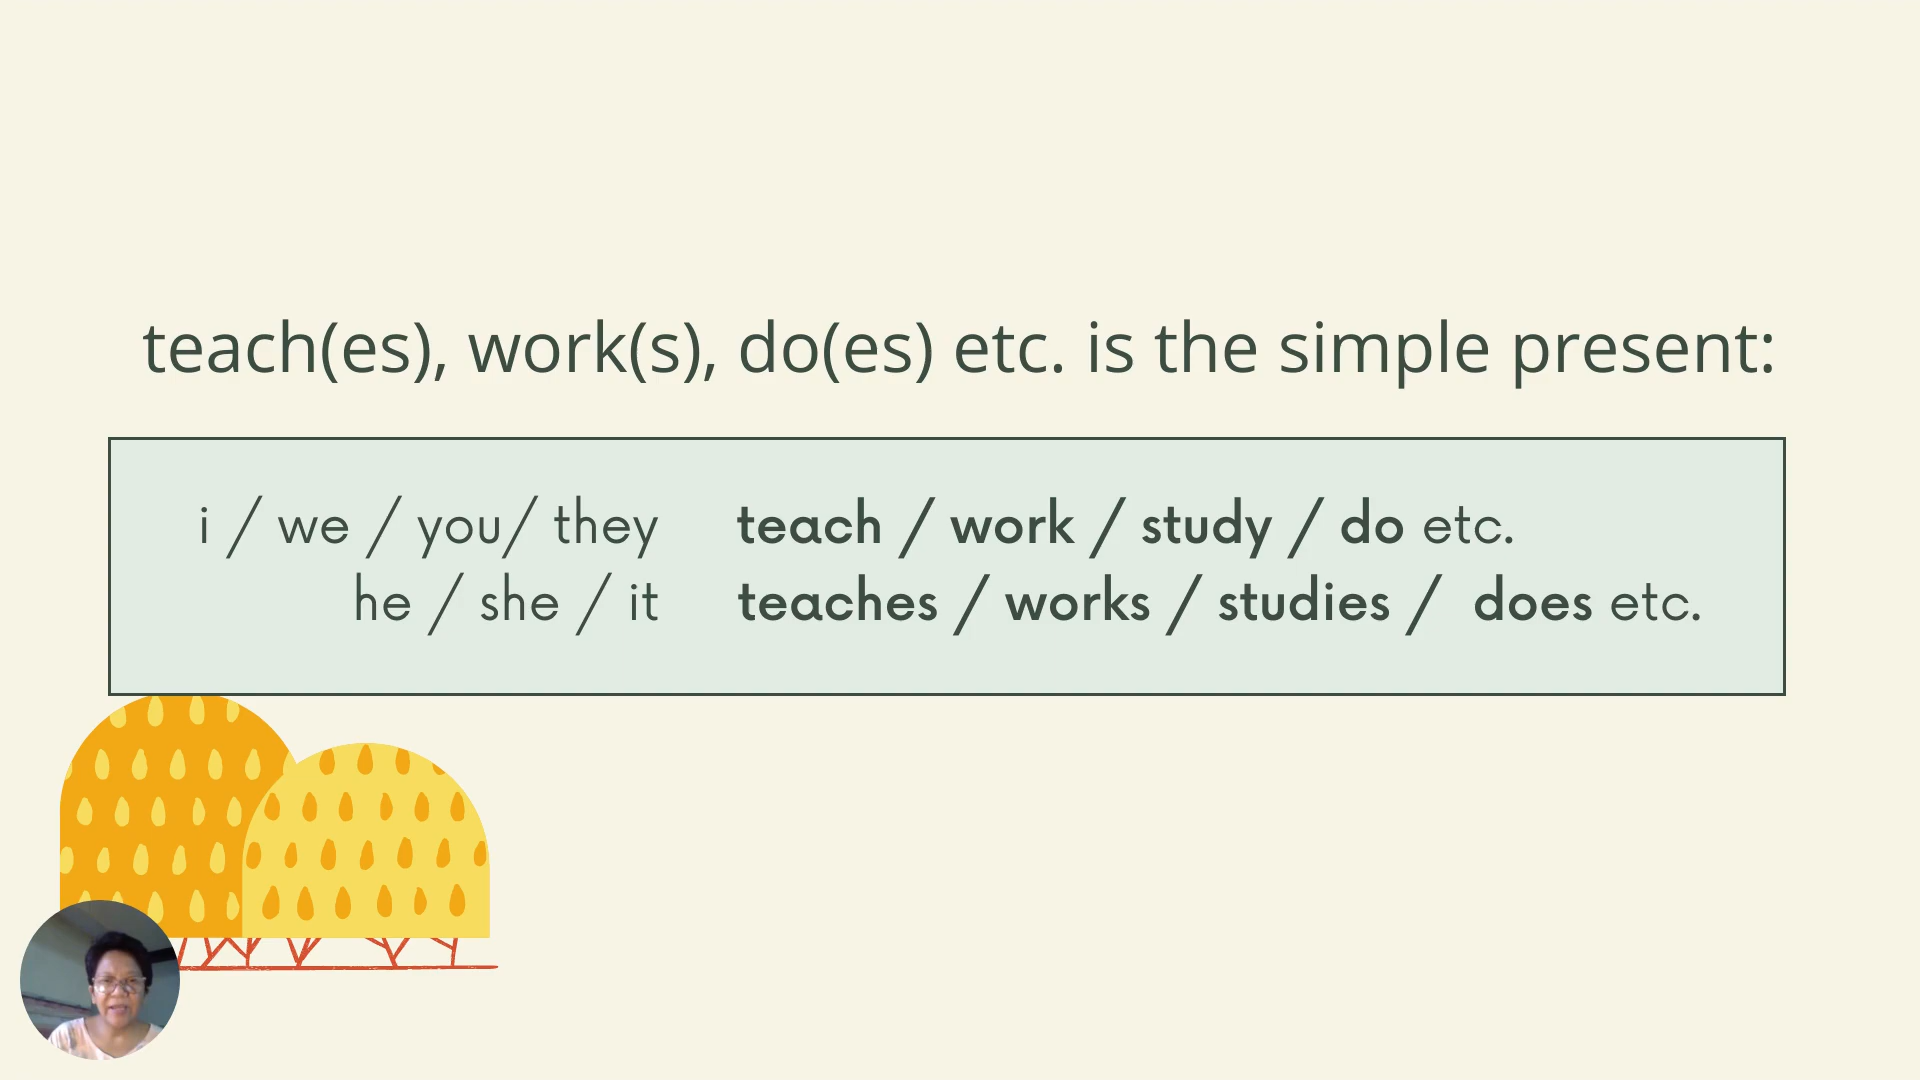 teach(es), work(s), do(es) etc. is the simple present:
i / we / you/ they teach / work / study / do etc.
he / she / it teaches / works / studies / does etc.